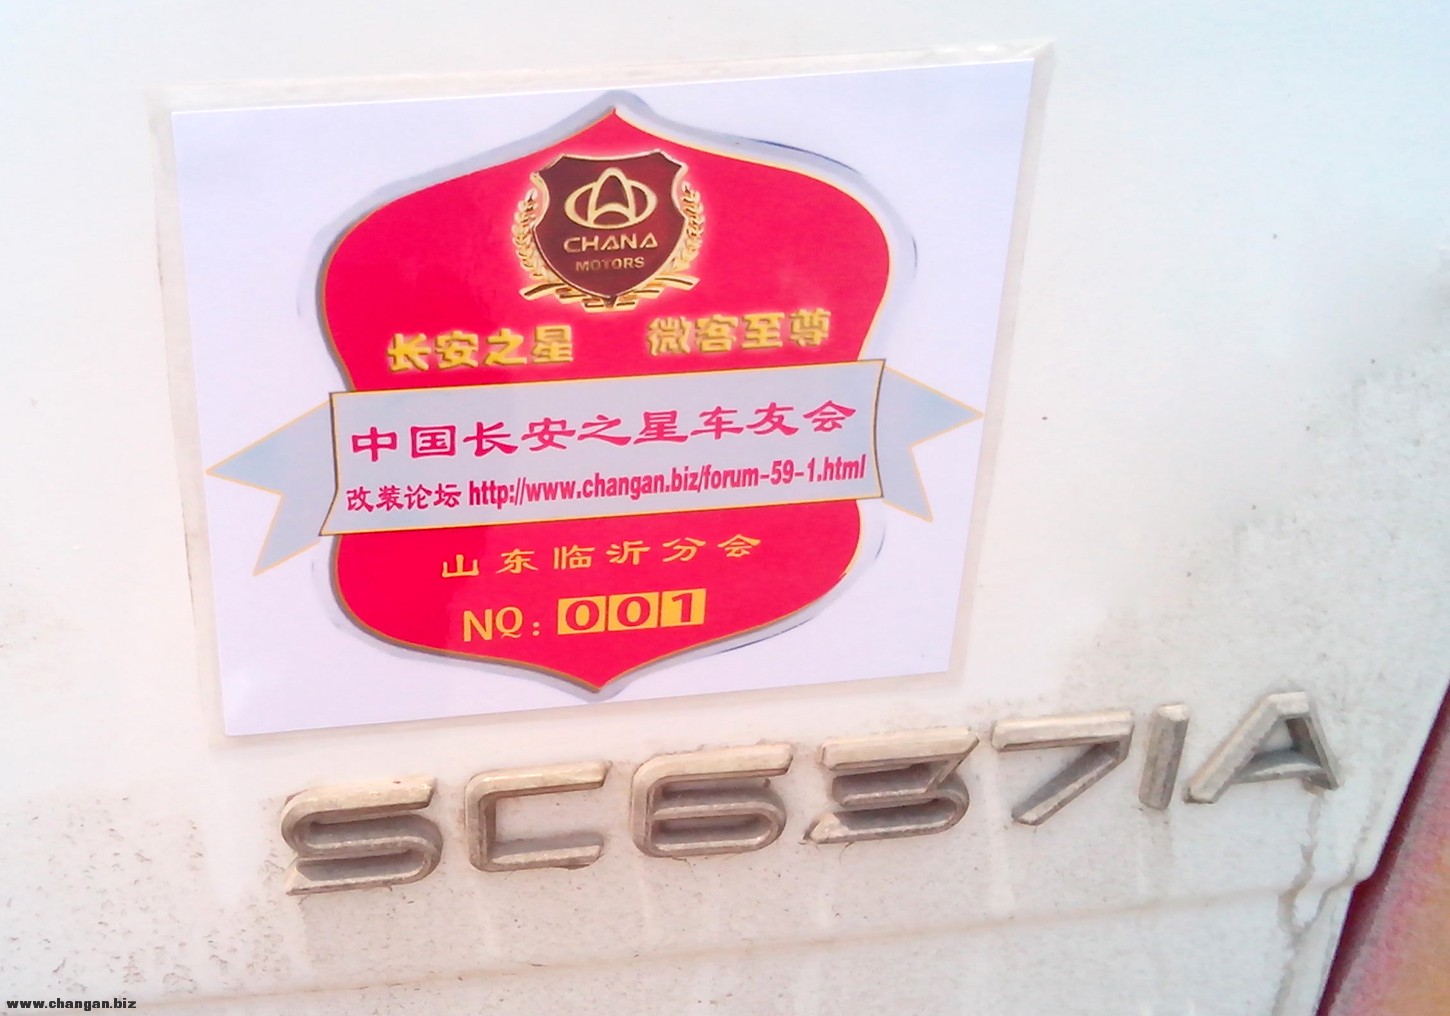 CHANA
MOTORS
长安之星 微客至尊
中国长安之星车友会
改装论坛 http://www.changan.biz/forum-59-1.html
山东临沂分会
NO: 001
SC6371A
www.changan.biz